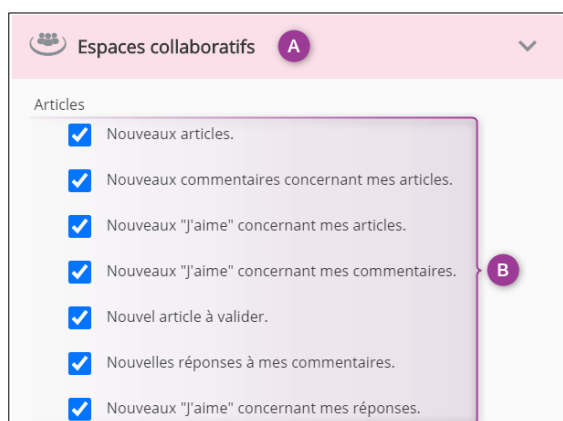 Espaces collaboratifs A
Articles
Nouveaux articles.
Nouveaux commentaires concernant mes articles.
Nouveaux "J'aime" concernant mes articles.
Nouveaux "J'aime" concernant mes commentaires.
B
Nouvel article à valider.
Nouvelles réponses à mes commentaires.
Nouveaux "J'aime" concernant mes réponses.